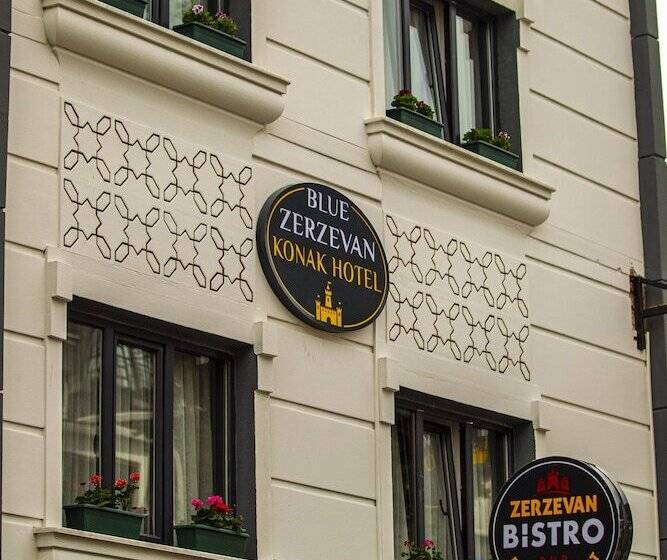 BLUE
ZERZEVAN
KONAK HOTEL
ZERZEVAN
BiSTRO